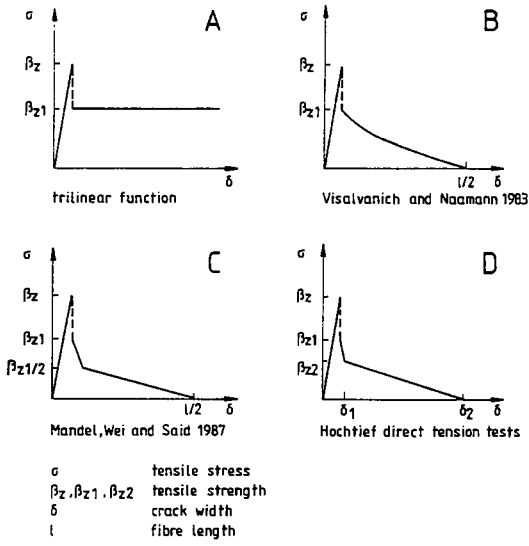 σ A
βz
βz1
δ
trilinear function
σ B
βz
βz1
l/2 δ
Visalvanich and Naamann 1983
σ C
βz
βz1
βz1/2
l/2 δ
Mandel, Wei and Said 1987
σ D
βz
βz1
βz2
δ1 δ2 δ
Hochtief direct tension tests
σ tensile stress
βz, βz1, βz2 tensile strength
δ crack width
l fibre length